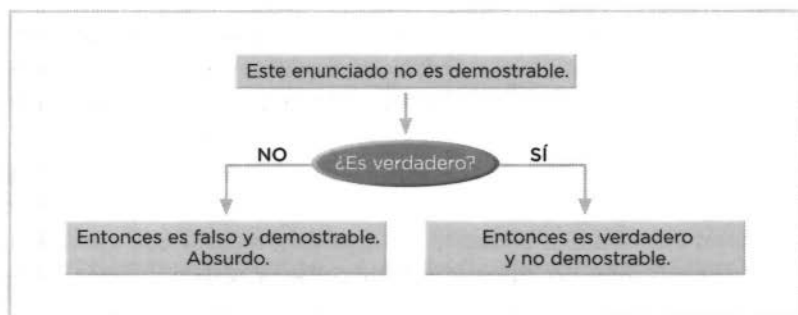 Este enunciado no es demostrable.
¿Es verdadero?
NO
SÍ
Entonces es falso y demostrable.
Absurdo.
Entonces es verdadero
y no demostrable.